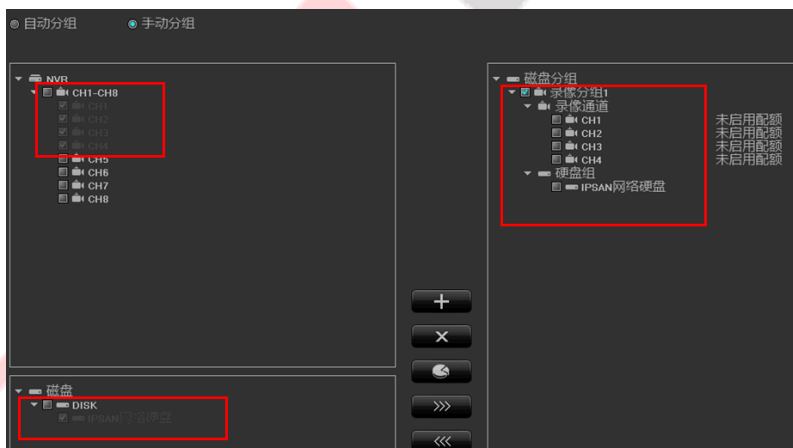 自动分组 手动分组
NVR
CH1-CH8
CH1
CH2
CH3
CH4
CH5
CH6
CH7
CH8
磁盘
DISK
IPSAN网络硬盘
>>>
<<<
磁盘分组
录像分组1
录像通道
CH1 未启用配额
CH2 未启用配额
CH3 未启用配额
CH4 未启用配额
硬盘组
IPSAN网络硬盘